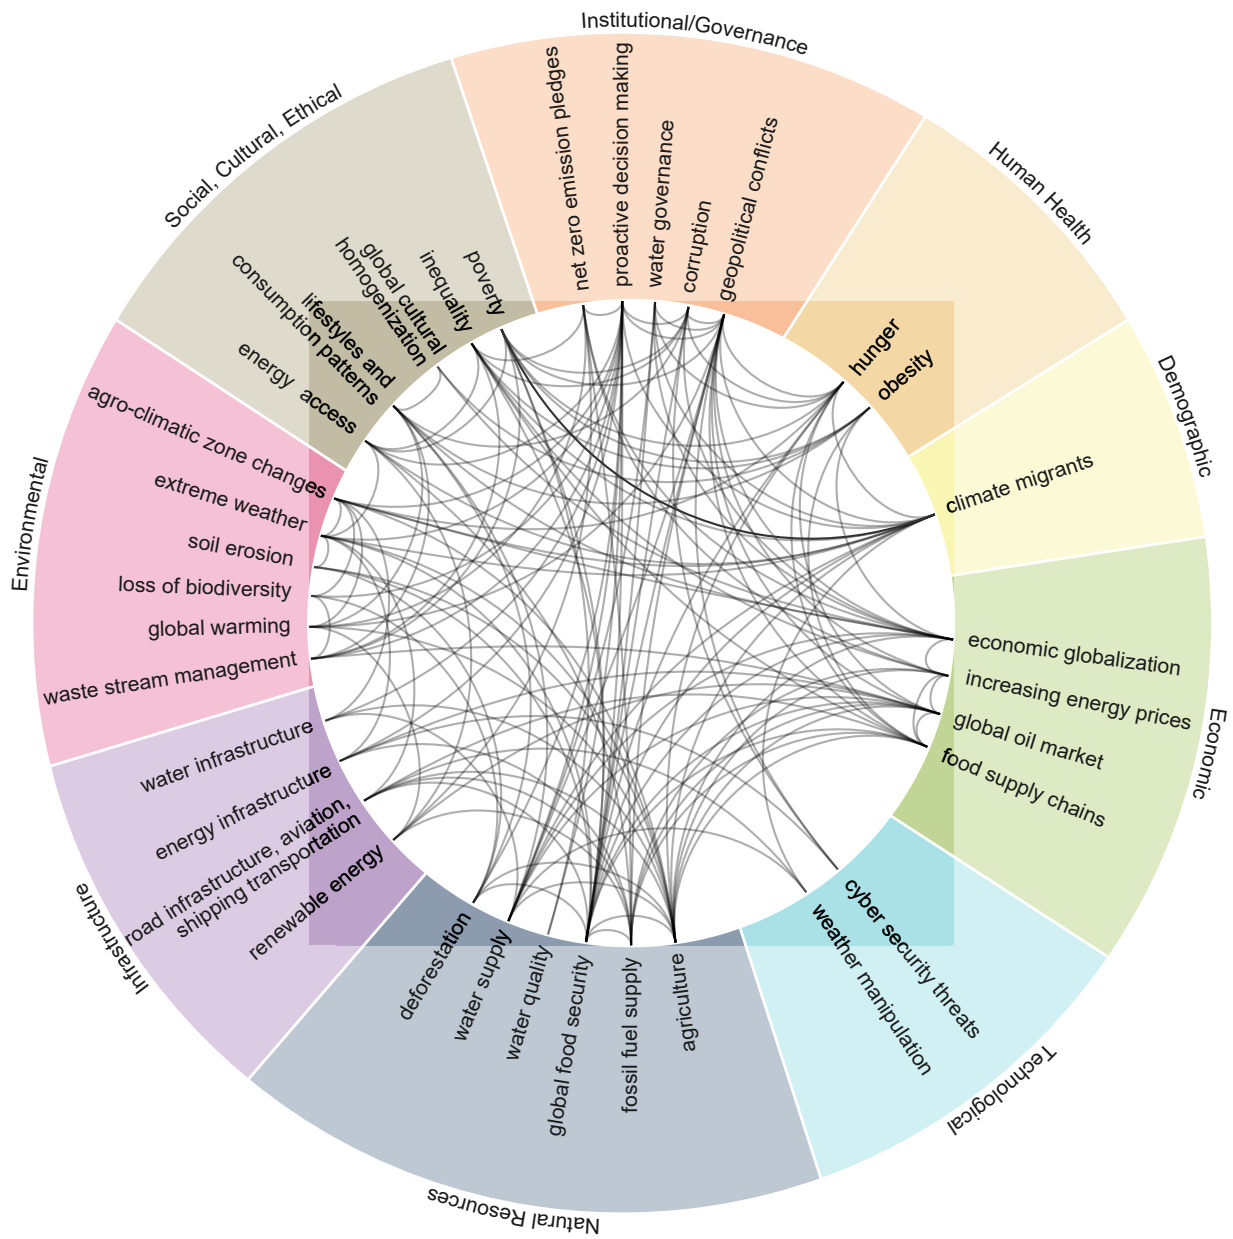 Institutional/Governance
net zero emission pledges
proactive decision making
water governance
corruption
geopolitical conflicts
Human Health
hunger
obesity
Demographic
climate migrants
Economic
economic globalization
increasing energy prices
global oil market
food supply chains
Technological
cyber security threats
weather manipulation
Natural Resources
agriculture
fossil fuel supply
global food security
water quality
water supply
deforestation
Infrastructure
renewable energy
road infrastructure, aviation,
shipping transportation
energy infrastructure
water infrastructure
Environmental
waste stream management
global warming
loss of biodiversity
soil erosion
extreme weather
agro-climatic zone changes
Social, Cultural, Ethical
energy access
lifestyles and
consumption patterns
global cultural
homogenization
inequality
poverty